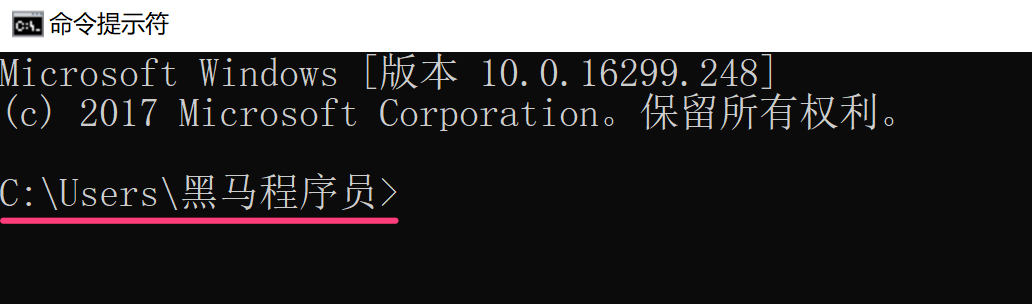 命令提示符
Microsoft Windows [版本 10.0.16299.248]
(c) 2017 Microsoft Corporation。保留所有权利。
C:\Users\黑马程序员>